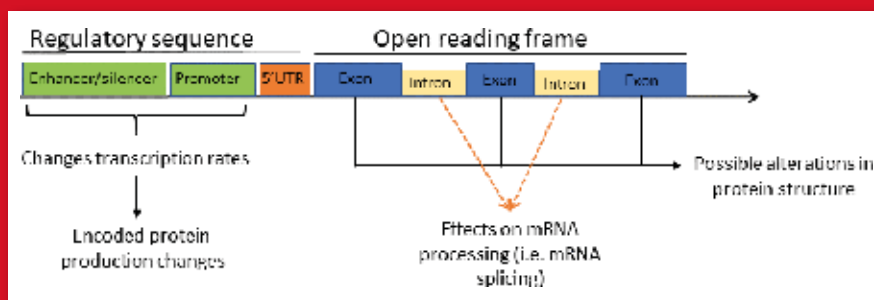 Regulatory sequence
Open reading frame
Enhancer/silencer
Promoter
5'UTR
Exon
Intron
Exon
Intron
Exon
Changes transcription rates
Possible alterations in
protein structure
Encoded protein
production changes
Effects on mRNA
processing (i.e. mRNA
splicing)